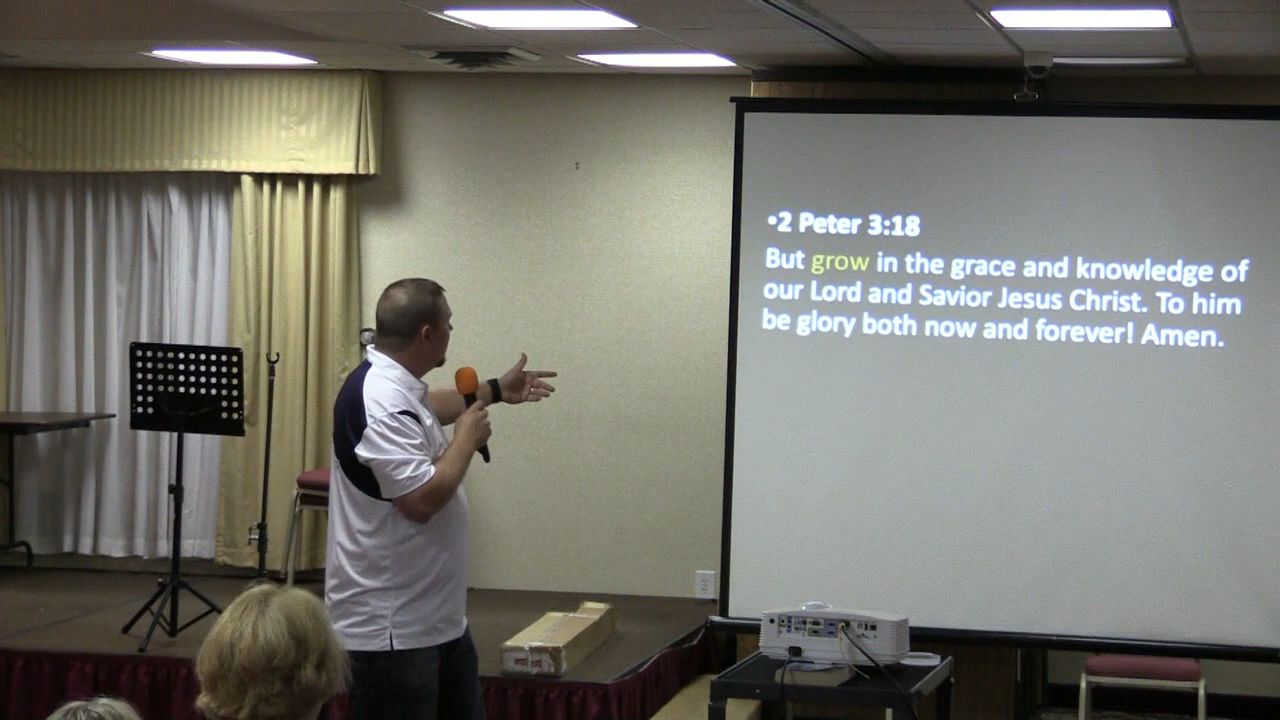 •2 Peter 3:18
But grow in the grace and knowledge of
our Lord and Savior Jesus Christ. To him
be glory both now and forever! Amen.